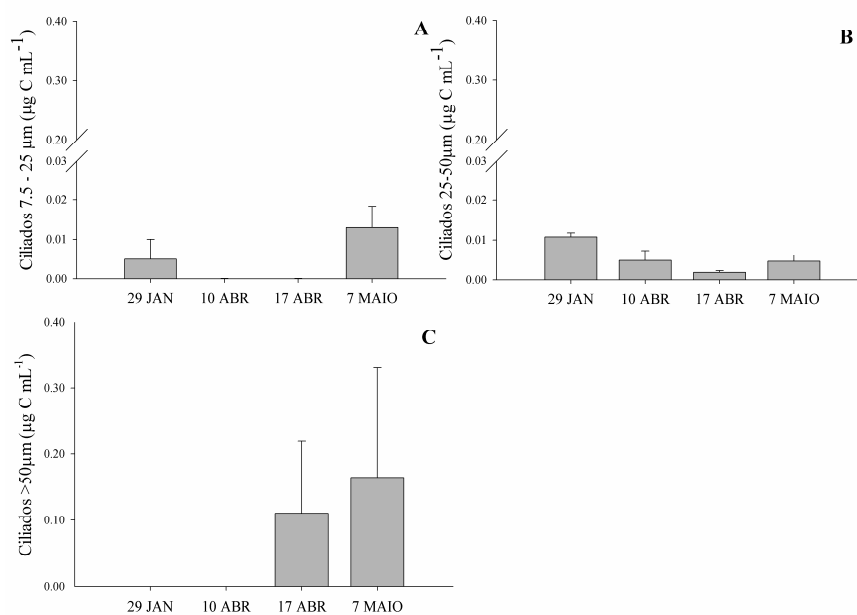 A
Ciliados 7.5 - 25 µm (µg C mL⁻¹)
0.40
0.30
0.20
0.03
0.02
0.01
0.00
29 JAN 10 ABR 17 ABR 7 MAIO
B
Ciliados 25-50µm (µg C mL⁻¹)
0.40
0.30
0.20
0.03
0.02
0.01
0.00
29 JAN 10 ABR 17 ABR 7 MAIO
C
Ciliados >50µm (µg C mL⁻¹)
0.40
0.30
0.20
0.10
0.00
29 JAN 10 ABR 17 ABR 7 MAIO